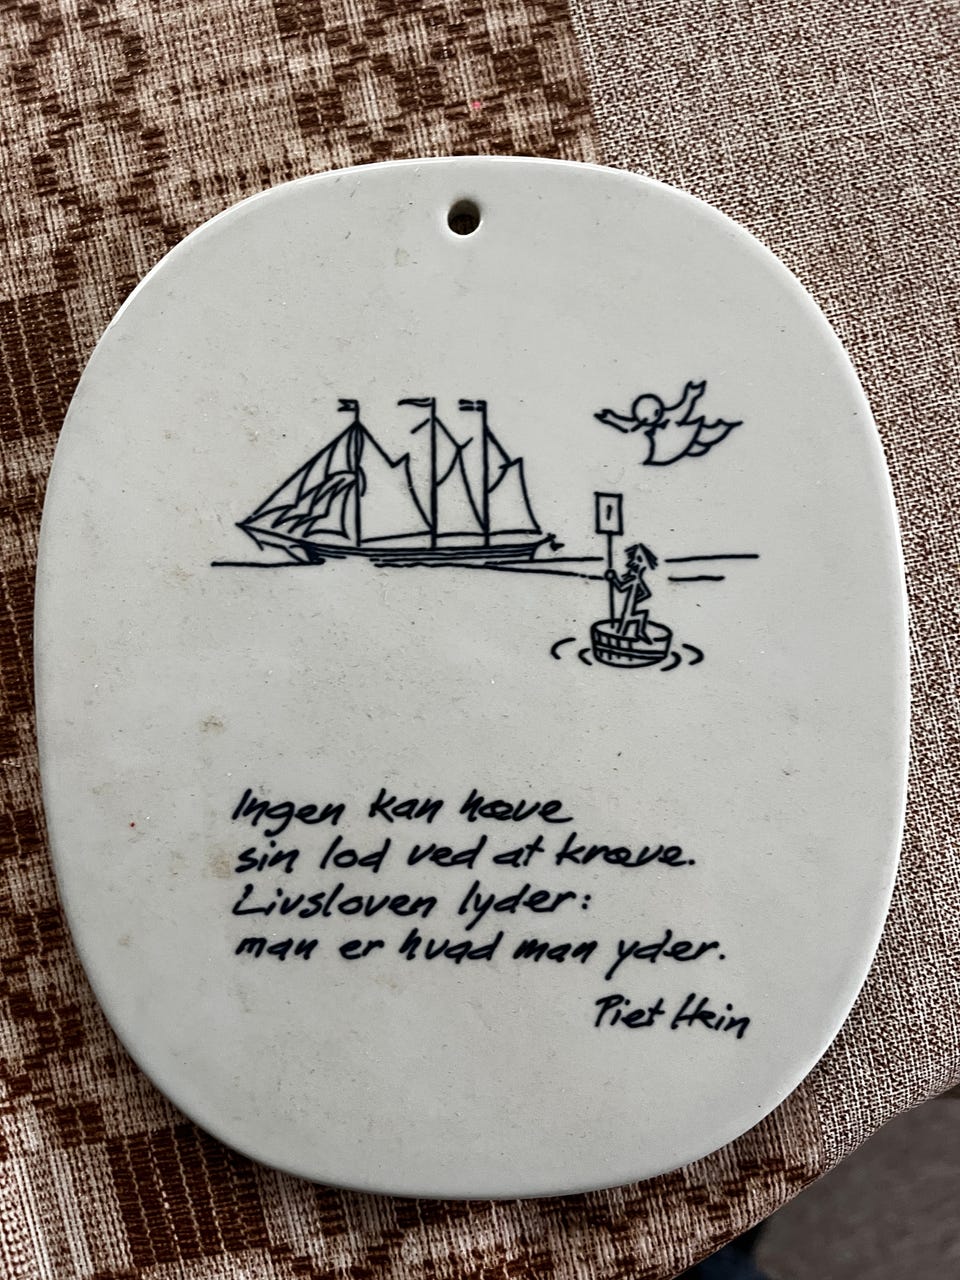 Ingen kan hæve
sin lod ved at kræve.
Livsloven lyder:
man er hvad man yder.
Piet Hein